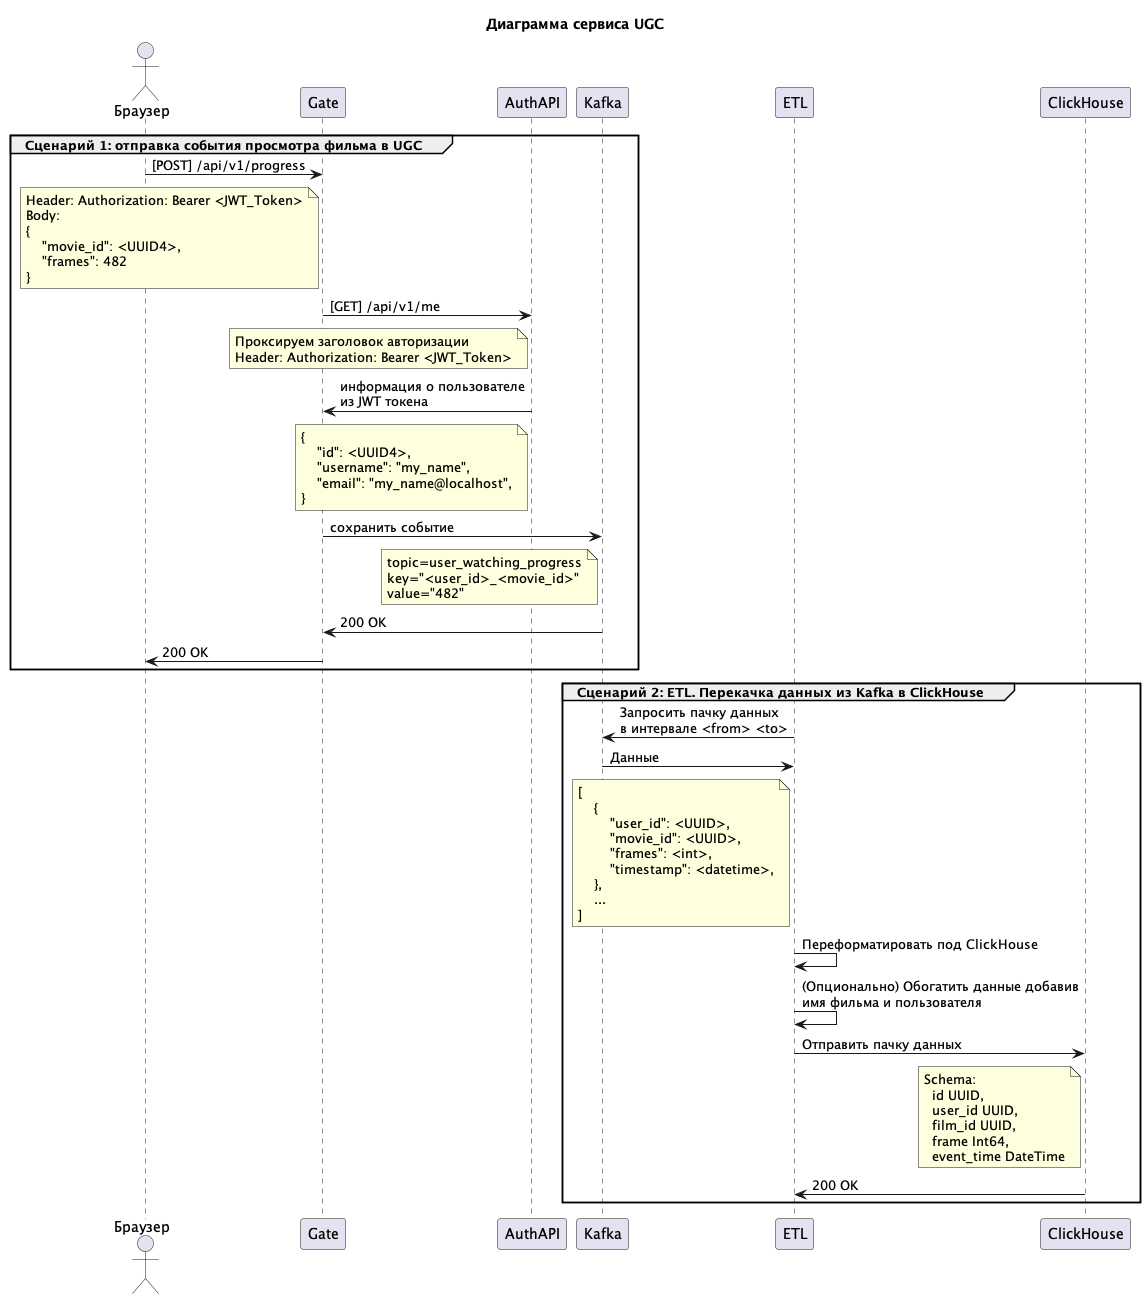 Диаграмма сервиса UGC
Браузер
Gate
AuthAPI
Kafka
ETL
ClickHouse
Сценарий 1: отправка события просмотра фильма в UGC
[POST] /api/v1/progress
Header: Authorization: Bearer <JWT_Token>
Body:
{
"movie_id": <UUID4>,
"frames": 482
}
[GET] /api/v1/me
Проксируем заголовок авторизации
Header: Authorization: Bearer <JWT_Token>
информация о пользователе
из JWT токена
{
"id": <UUID4>,
"username": "my_name",
"email": "my_name@localhost",
}
сохранить событие
topic=user_watching_progress
key="<user_id>_<movie_id>"
value="482"
200 OK
200 OK
Сценарий 2: ETL. Перекачка данных из Kafka в ClickHouse
Запросить пачку данных
в интервале <from> <to>
Данные
[
{
"user_id": <UUID>,
"movie_id": <UUID>,
"frames": <int>,
"timestamp": <datetime>,
},
...
]
Переформатировать под ClickHouse
(Опционально) Обогатить данные добавив
имя фильма и пользователя
Отправить пачку данных
Schema:
id UUID,
user_id UUID,
film_id UUID,
frame Int64,
event_time DateTime
200 OK
Браузер
Gate
AuthAPI
Kafka
ETL
ClickHouse